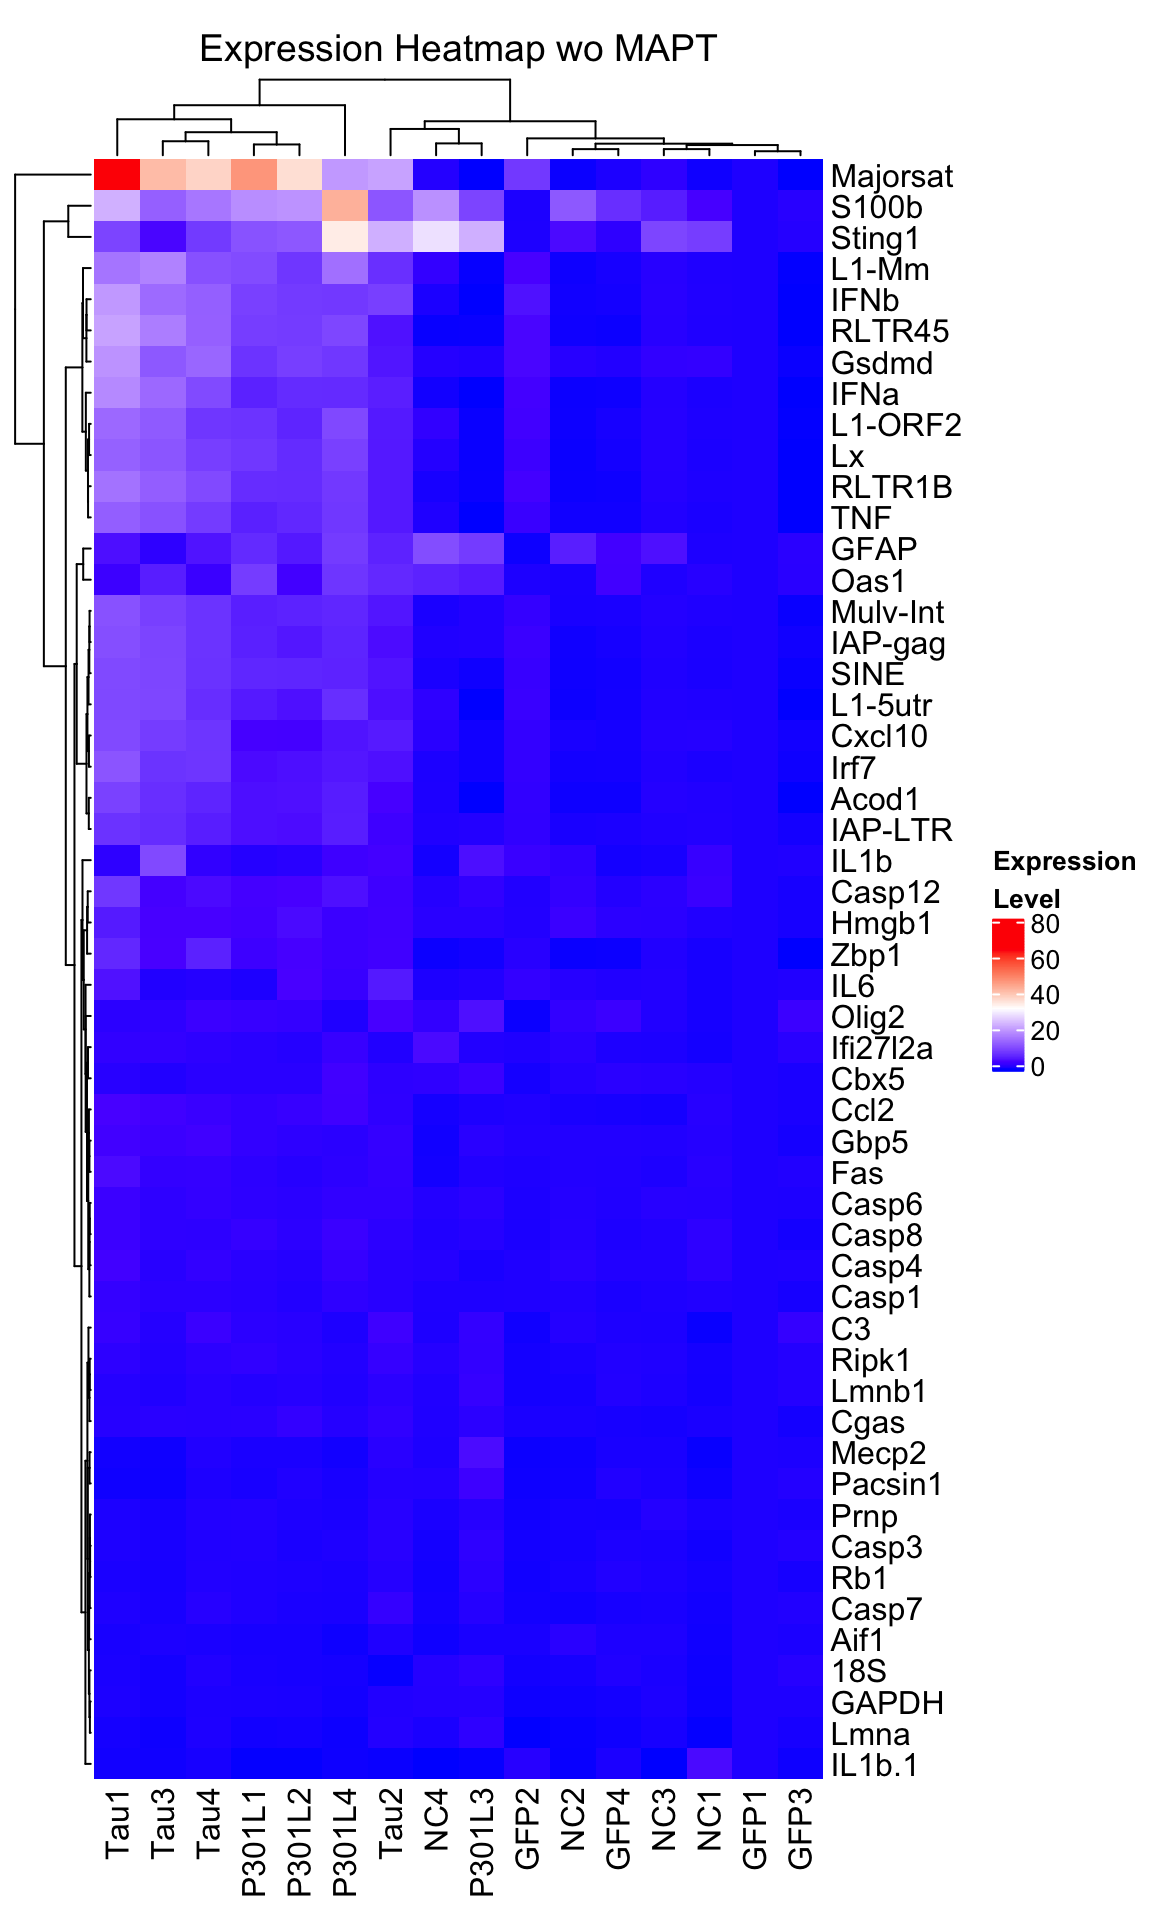 Expression Heatmap wo MAPT
Majorsat
S100b
Sting1
L1-Mm
IFNb
RLTR45
Gsdmd
IFNa
L1-ORF2
Lx
RLTR1B
TNF
GFAP
Oas1
Mulv-Int
IAP-gag
SINE
L1-5utr
Cxcl10
Irf7
Acod1
IAP-LTR
IL1b
Casp12
Hmgb1
Zbp1
IL6
Olig2
Ifi27l2a
Cbx5
Ccl2
Gbp5
Fas
Casp6
Casp8
Casp4
Casp1
C3
Ripk1
Lmnb1
Cgas
Mecp2
Pacsin1
Prnp
Casp3
Rb1
Casp7
Aif1
18S
GAPDH
Lmna
IL1b.1
Expression
Level
80
60
40
20
0
Tau1
Tau3
Tau4
P301L1
P301L2
P301L4
Tau2
NC4
P301L3
GFP2
NC2
GFP4
NC3
NC1
GFP1
GFP3